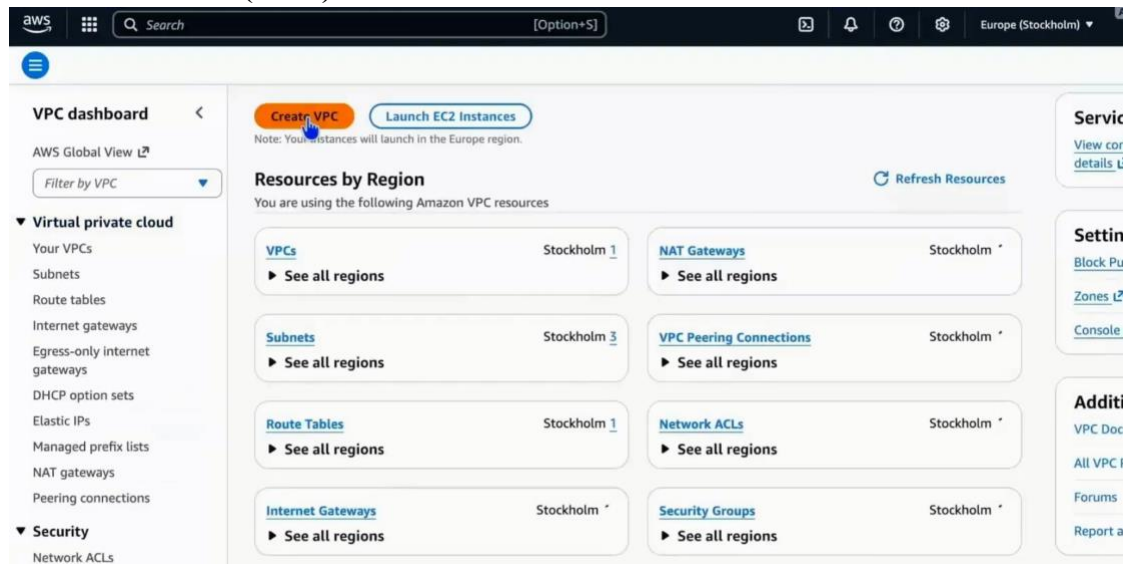 aws
Search [Option+S] Europe (Stockholm)
VPC dashboard
AWS Global View
Filter by VPC
Virtual private cloud
Your VPCs
Subnets
Route tables
Internet gateways
Egress-only internet
gateways
DHCP option sets
Elastic IPs
Managed prefix lists
NAT gateways
Peering connections
Security
Network ACLs
Create VPC Launch EC2 Instances
Note: Your instances will launch in the Europe region.
Resources by Region Refresh Resources
You are using the following Amazon VPC resources
VPCs Stockholm 1
See all regions
NAT Gateways Stockholm
See all regions
Subnets Stockholm 3
See all regions
VPC Peering Connections Stockholm
See all regions
Route Tables Stockholm 1
See all regions
Network ACLs Stockholm
See all regions
Internet Gateways Stockholm
See all regions
Security Groups Stockholm
See all regions
View
details
Block
Zones
Console
VPC
All VPC
Forums
Report